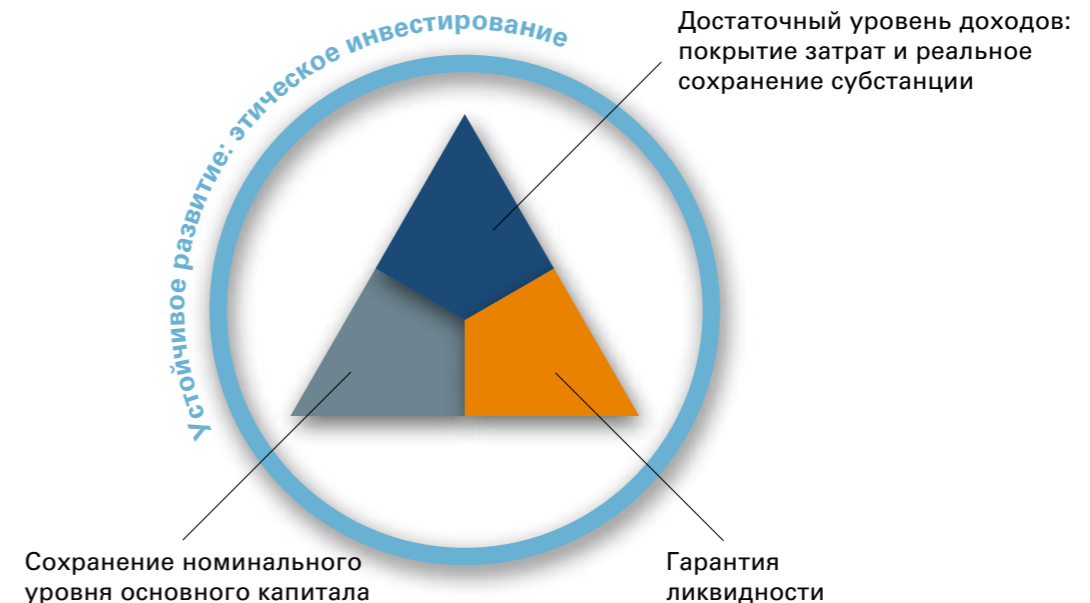 Устойчивое развитие: этическое инвестирование
Достаточный уровень доходов:
покрытие затрат и реальное
сохранение субстанции
Сохранение номинального
уровня основного капитала
Гарантия
ликвидности